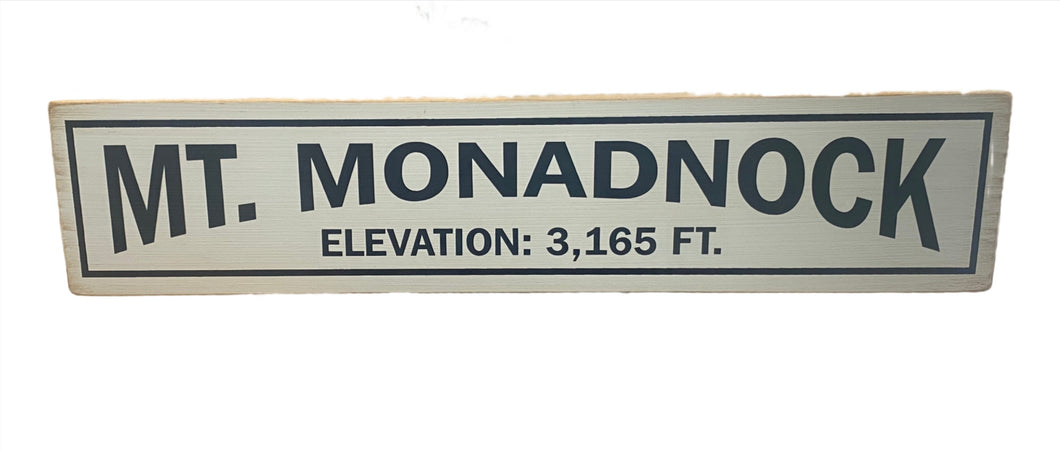 MT. MONADNOCK
ELEVATION: 3,165 FT.